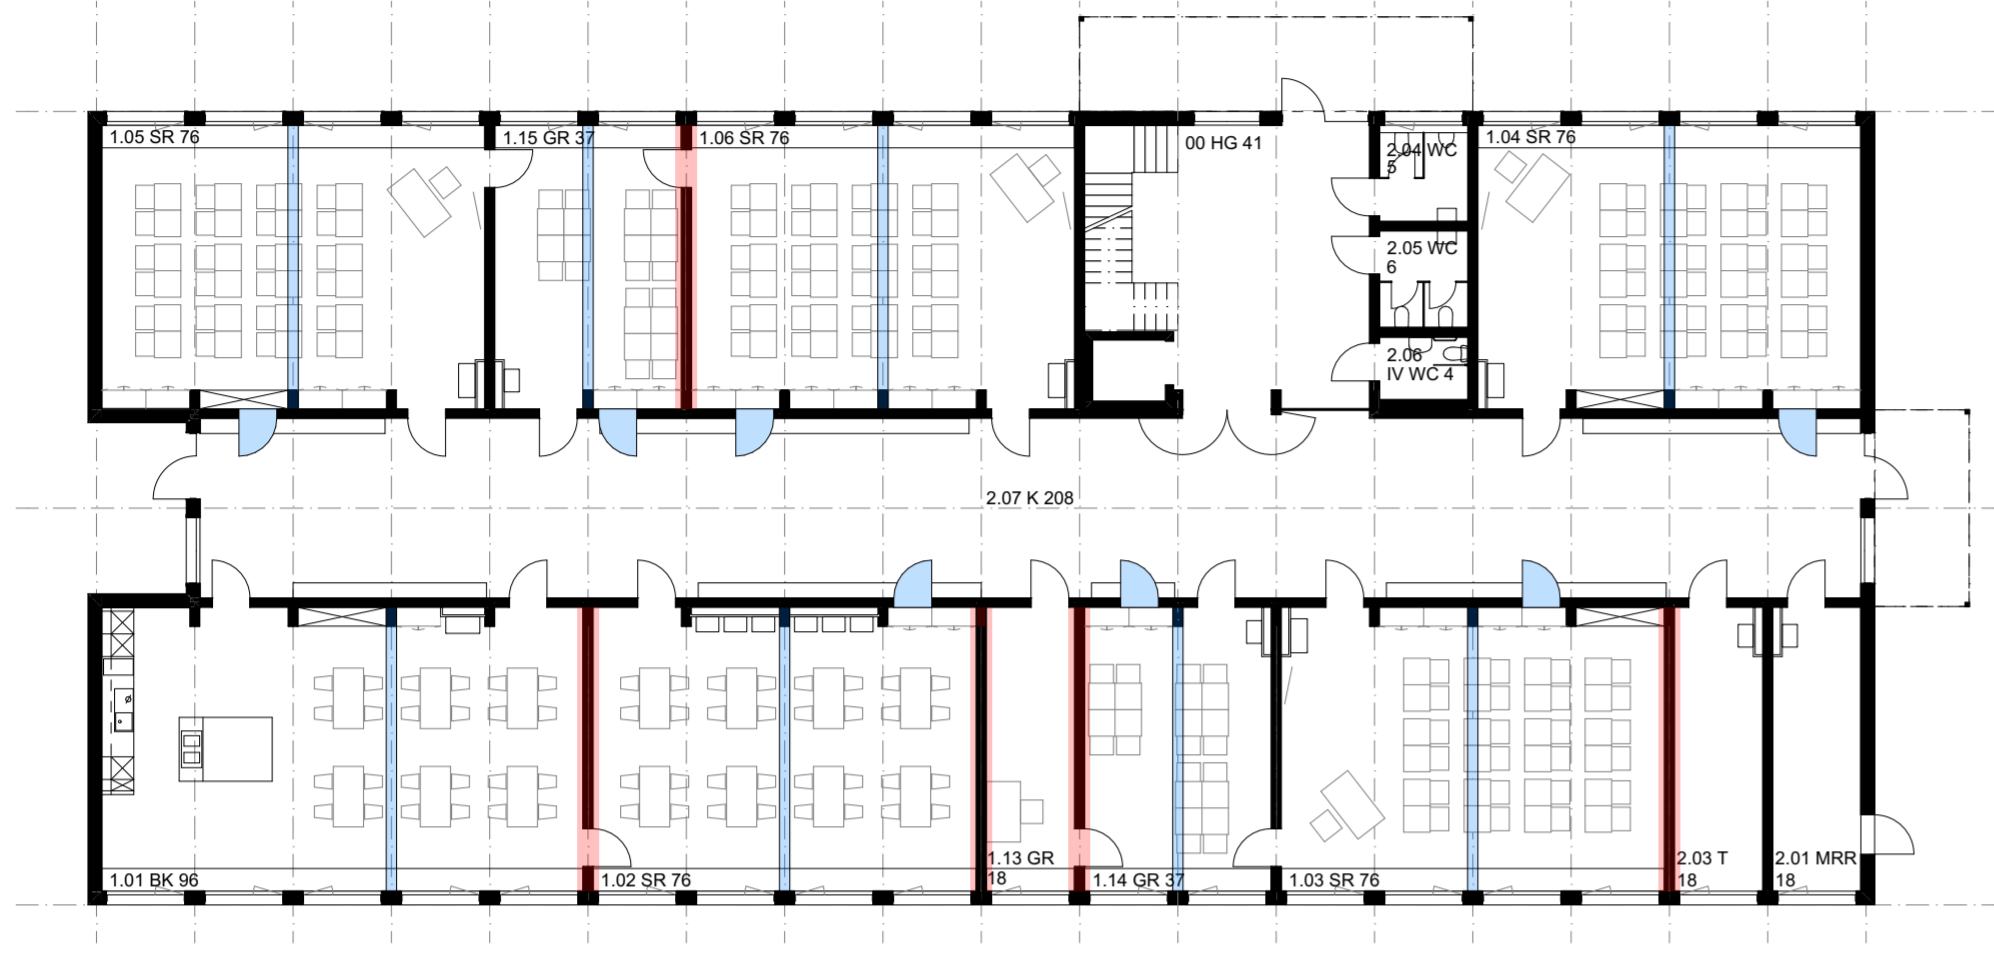 1.05 SR 76
1.15 GR 37
1.06 SR 76
00 HG 41
2.04 WC
5
1.04 SR 76
2.05 WC
6
2.06
IV WC 4
2.07 K 208
1.01 BK 96
1.02 SR 76
1.13 GR
18
1.14 GR 37
1.03 SR 76
2.03 T
18
2.01 MRR
18